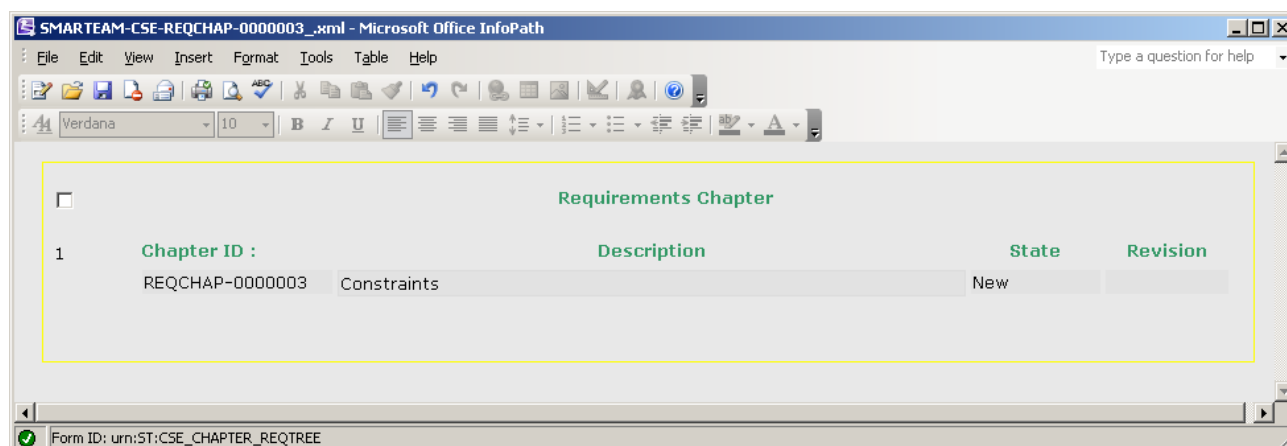 SMARTEAM-CSE-REQCHAP-0000003_.xml - Microsoft Office InfoPath
File Edit View Insert Format Tools Table Help Type a question for help
Verdana 10 B I U A
Requirements Chapter
1 Chapter ID : Description State Revision
REQCHAP-0000003 Constraints New
Form ID: urn:ST:CSE_CHAPTER_REQTREE